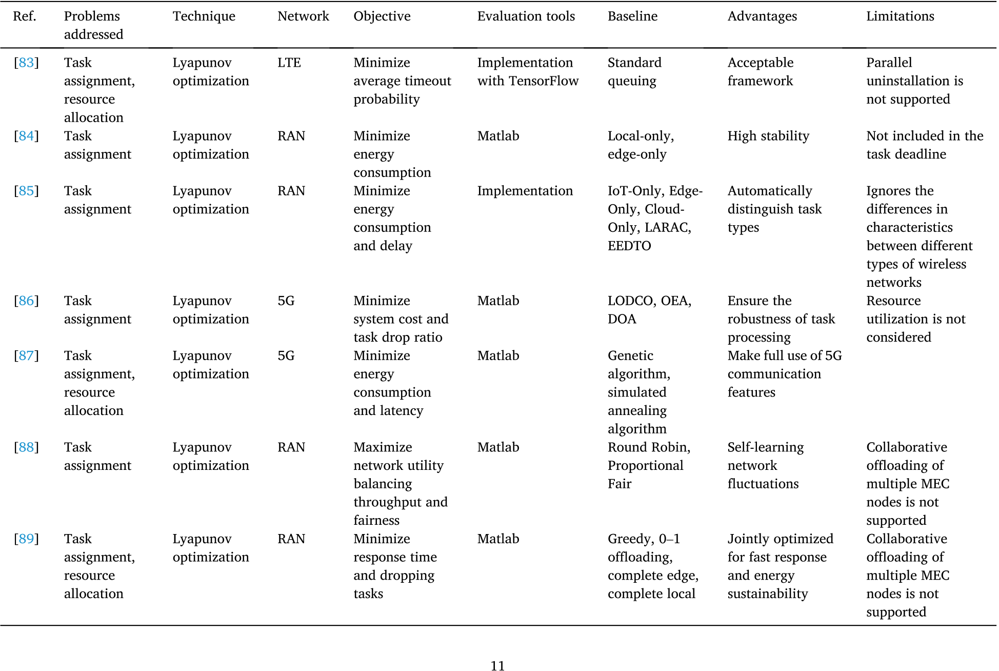 Ref. Problems addressed Technique Network Objective Evaluation tools Baseline Advantages Limitations
[83] Task assignment, resource allocation Lyapunov optimization LTE Minimize average timeout probability Implementation with TensorFlow Standard queuing Acceptable framework Parallel uninstallation is not supported
[84] Task assignment Lyapunov optimization RAN Minimize energy consumption Matlab Local-only, edge-only High stability Not included in the task deadline
[85] Task assignment Lyapunov optimization RAN Minimize energy consumption and delay Implementation IoT-Only, Edge-Only, Cloud-Only, LARAC, EEDTO Automatically distinguish task types Ignores the differences in characteristics between different types of wireless networks
[86] Task assignment Lyapunov optimization 5G Minimize system cost and task drop ratio Matlab LODCO, OEA, DOA Ensure the robustness of task processing Resource utilization is not considered
[87] Task assignment, resource allocation Lyapunov optimization 5G Minimize energy consumption and latency Matlab Genetic algorithm, simulated annealing algorithm Make full use of 5G communication features
[88] Task assignment Lyapunov optimization RAN Maximize network utility balancing throughput and fairness Matlab Round Robin, Proportional Fair Self-learning network fluctuations Collaborative offloading of multiple MEC nodes is not supported
[89] Task assignment, resource allocation Lyapunov optimization RAN Minimize response time and dropping tasks Matlab Greedy, 0–1 offloading, complete edge, complete local Jointly optimized for fast response and energy sustainability Collaborative offloading of multiple MEC nodes is not supported
11